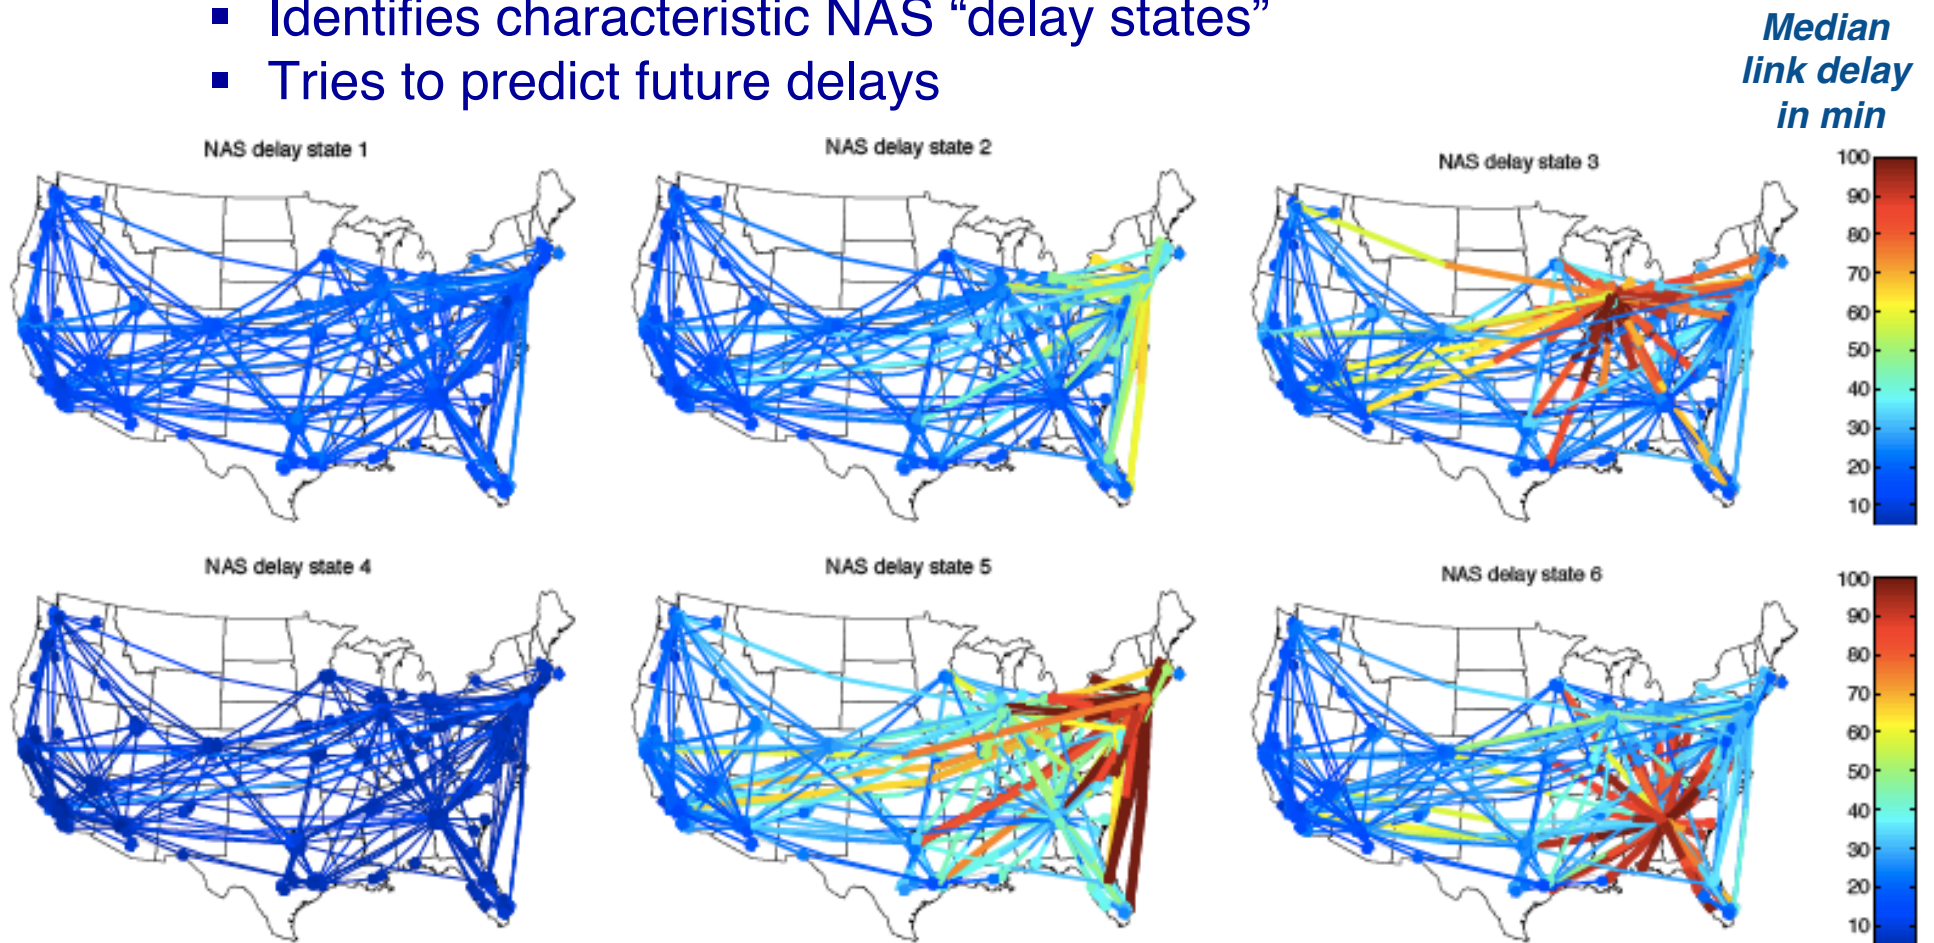 ▪ Identifies characteristic NAS “delay states”
▪ Tries to predict future delays
Median
link delay
in min
NAS delay state 1
NAS delay state 2
NAS delay state 3
100
90
80
70
60
50
40
30
20
10
NAS delay state 4
NAS delay state 5
NAS delay state 6
100
90
80
70
60
50
40
30
20
10